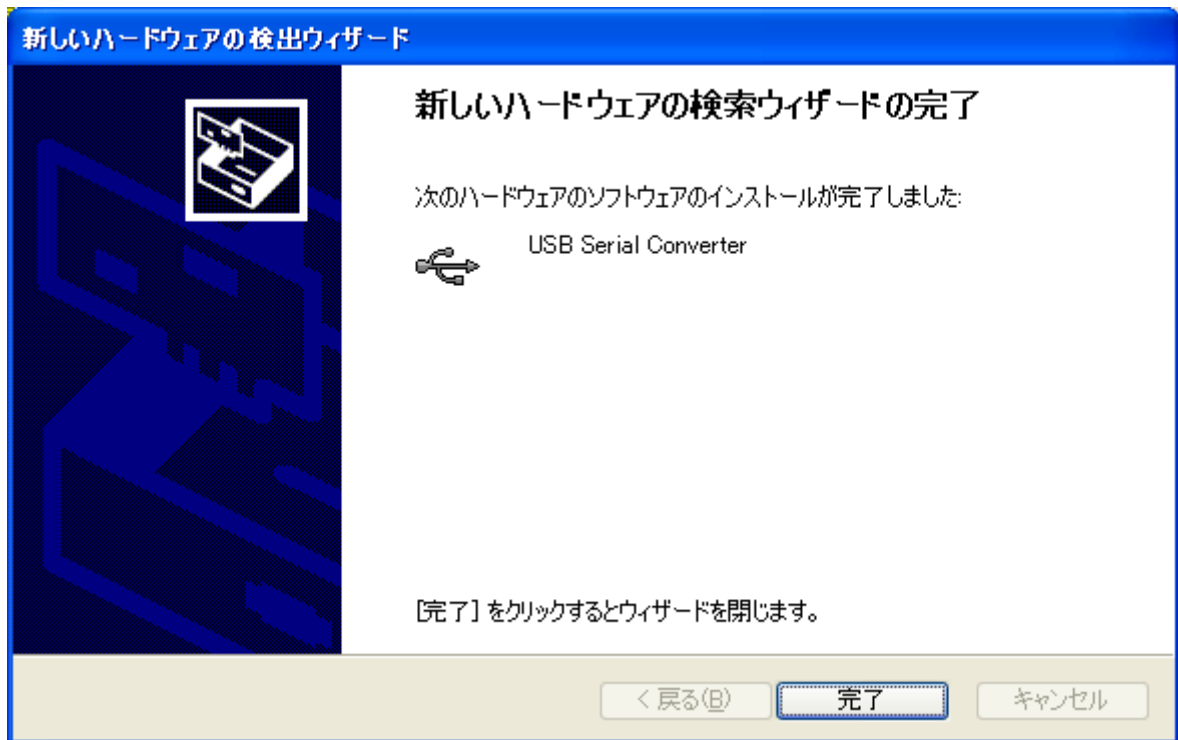 新しいハードウェアの検出ウィザード
新しいハードウェアの検索ウィザードの完了
次のハードウェアのソフトウェアのインストールが完了しました:
USB Serial Converter
[完了] をクリックするとウィザードを閉じます。
< 戻る(B)
完了
キャンセル